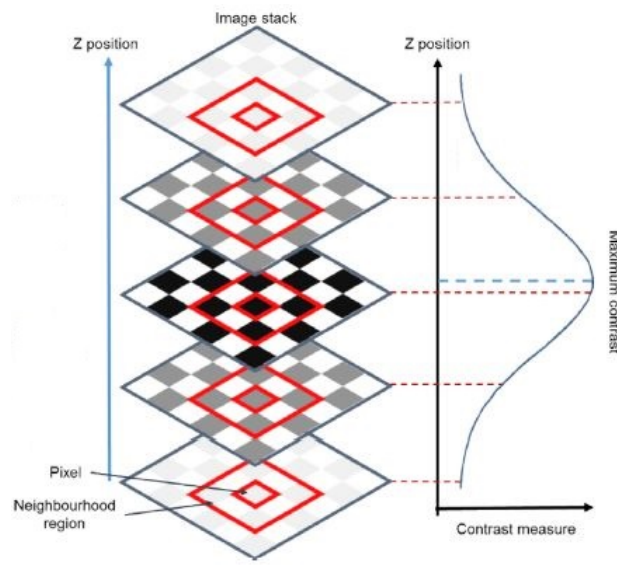 Image stack
Z position
Z position
Maximum contrast
Pixel
Neighbourhood
region
Contrast measure